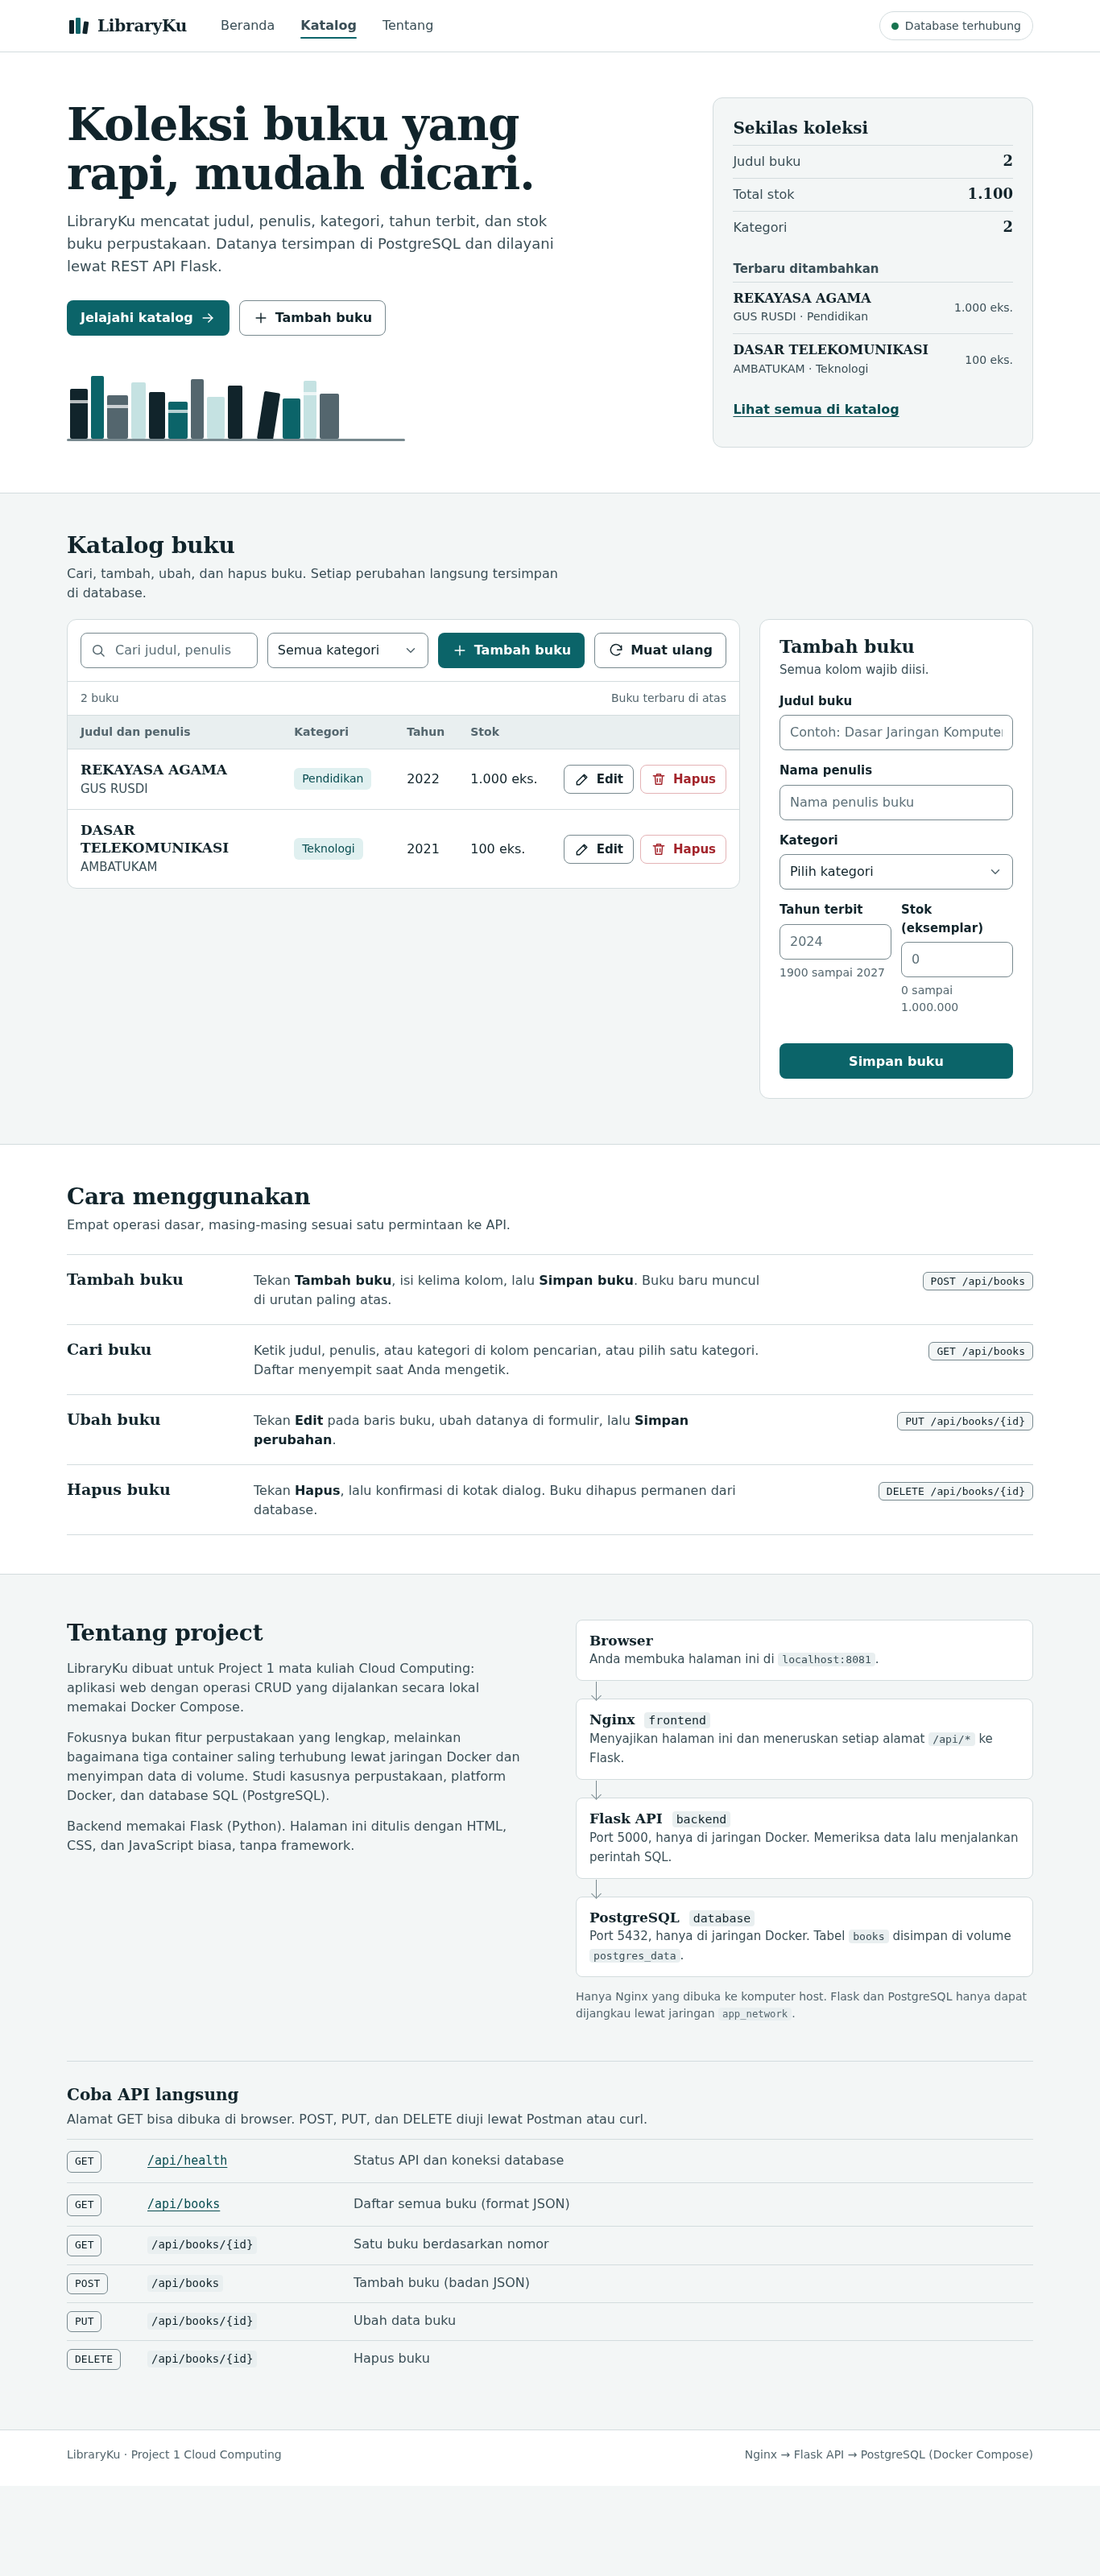 LibraryKu
Beranda
Katalog
Tentang
Database terhubung
Koleksi buku yang
rapi, mudah dicari.
LibraryKu mencatat judul, penulis, kategori, tahun terbit, dan stok
buku perpustakaan. Datanya tersimpan di PostgreSQL dan dilayani
lewat REST API Flask.
Jelajahi katalog →
+ Tambah buku
Sekilas koleksi
Judul buku 2
Total stok 1.100
Kategori 2
Terbaru ditambahkan
REKAYASA AGAMA
GUS RUSDI · Pendidikan
1.000 eks.
DASAR TELEKOMUNIKASI
AMBATUKAM · Teknologi
100 eks.
Lihat semua di katalog
Katalog buku
Cari, tambah, ubah, dan hapus buku. Setiap perubahan langsung tersimpan
di database.
Cari judul, penulis
Semua kategori
+ Tambah buku
Muat ulang
2 buku
Buku terbaru di atas
Judul dan penulis Kategori Tahun Stok
REKAYASA AGAMA
GUS RUSDI
Pendidikan 2022 1.000 eks. Edit Hapus
DASAR
TELEKOMUNIKASI
AMBATUKAM
Teknologi 2021 100 eks. Edit Hapus
Tambah buku
Semua kolom wajib diisi.
Judul buku
Contoh: Dasar Jaringan Komputer
Nama penulis
Nama penulis buku
Kategori
Pilih kategori
Tahun terbit
2024
1900 sampai 2027
Stok
(eksemplar)
0
0 sampai
1.000.000
Simpan buku
Cara menggunakan
Empat operasi dasar, masing-masing sesuai satu permintaan ke API.
Tambah buku
Tekan Tambah buku, isi kelima kolom, lalu Simpan buku. Buku baru muncul
di urutan paling atas.
POST /api/books
Cari buku
Ketik judul, penulis, atau kategori di kolom pencarian, atau pilih satu kategori.
Daftar menyempit saat Anda mengetik.
GET /api/books
Ubah buku
Tekan Edit pada baris buku, ubah datanya di formulir, lalu Simpan
perubahan.
PUT /api/books/{id}
Hapus buku
Tekan Hapus, lalu konfirmasi di kotak dialog. Buku dihapus permanen dari
database.
DELETE /api/books/{id}
Tentang project
LibraryKu dibuat untuk Project 1 mata kuliah Cloud Computing:
aplikasi web dengan operasi CRUD yang dijalankan secara lokal
memakai Docker Compose.
Fokusnya bukan fitur perpustakaan yang lengkap, melainkan
bagaimana tiga container saling terhubung lewat jaringan Docker dan
menyimpan data di volume. Studi kasusnya perpustakaan, platform
Docker, dan database SQL (PostgreSQL).
Backend memakai Flask (Python). Halaman ini ditulis dengan HTML,
CSS, dan JavaScript biasa, tanpa framework.
Browser
Anda membuka halaman ini di localhost:8081.
Nginx frontend
Menyajikan halaman ini dan meneruskan setiap alamat /api/* ke
Flask.
Flask API backend
Port 5000, hanya di jaringan Docker. Memeriksa data lalu menjalankan
perintah SQL.
PostgreSQL database
Port 5432, hanya di jaringan Docker. Tabel books disimpan di volume
postgres_data.
Hanya Nginx yang dibuka ke komputer host. Flask dan PostgreSQL hanya dapat
dijangkau lewat jaringan app_network.
Coba API langsung
Alamat GET bisa dibuka di browser. POST, PUT, dan DELETE diuji lewat Postman atau curl.
GET /api/health Status API dan koneksi database
GET /api/books Daftar semua buku (format JSON)
GET /api/books/{id} Satu buku berdasarkan nomor
POST /api/books Tambah buku (badan JSON)
PUT /api/books/{id} Ubah data buku
DELETE /api/books/{id} Hapus buku
LibraryKu · Project 1 Cloud Computing
Nginx → Flask API → PostgreSQL (Docker Compose)